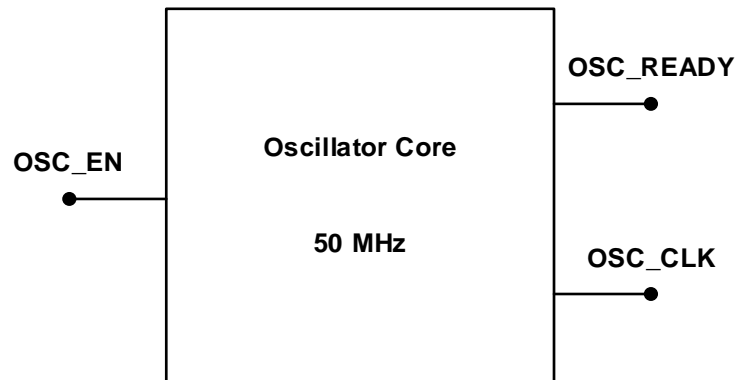 OSC_READY
Oscillator Core
OSC_EN
50 MHz
OSC_CLK